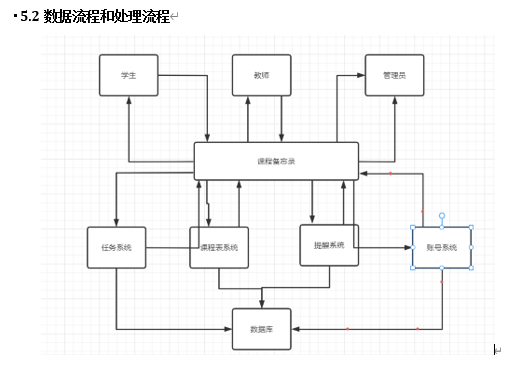 5.2 数据流程和处理流程
学生
教师
管理员
课程备忘录
任务系统
课程表系统
提醒系统
账号系统
数据库